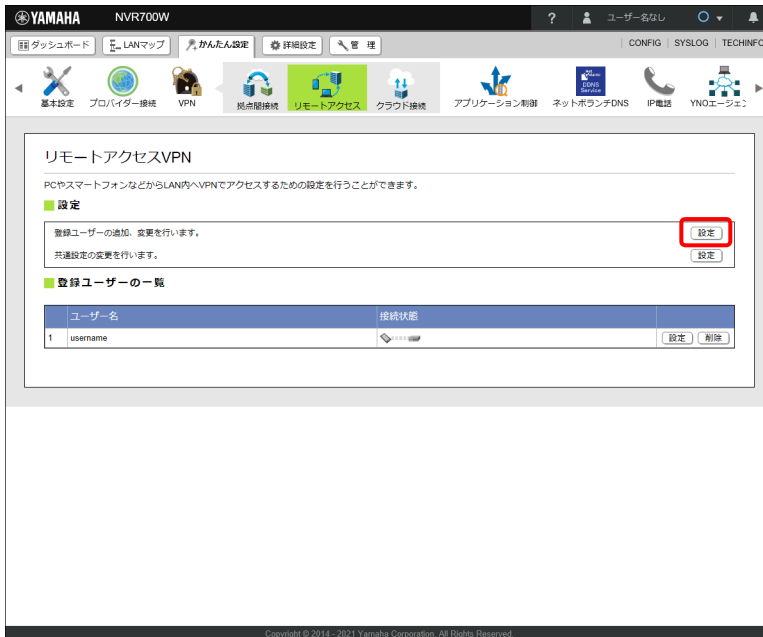 YAMAHA NVR700W ? ユーザー名なし
ダッシュボード LANマップ かんたん設定 詳細設定 管 理 CONFIG SYSLOG TECHINFO
基本設定 プロバイダー接続 VPN 拠点間接続 リモートアクセス クラウド接続 アプリケーション制御 ネットボランチDNS IP電話 YNOエージェン
DDNS
Service
リモートアクセスVPN
PCやスマートフォンなどからLAN内へVPNでアクセスするための設定を行うことができます。
設定
登録ユーザーの追加、変更を行います。 設定
共通設定の変更を行います。 設定
登録ユーザーの一覧
ユーザー名 接続状態
1 username 設定 削除
Copyright © 2014 - 2021 Yamaha Corporation. All Rights Reserved.